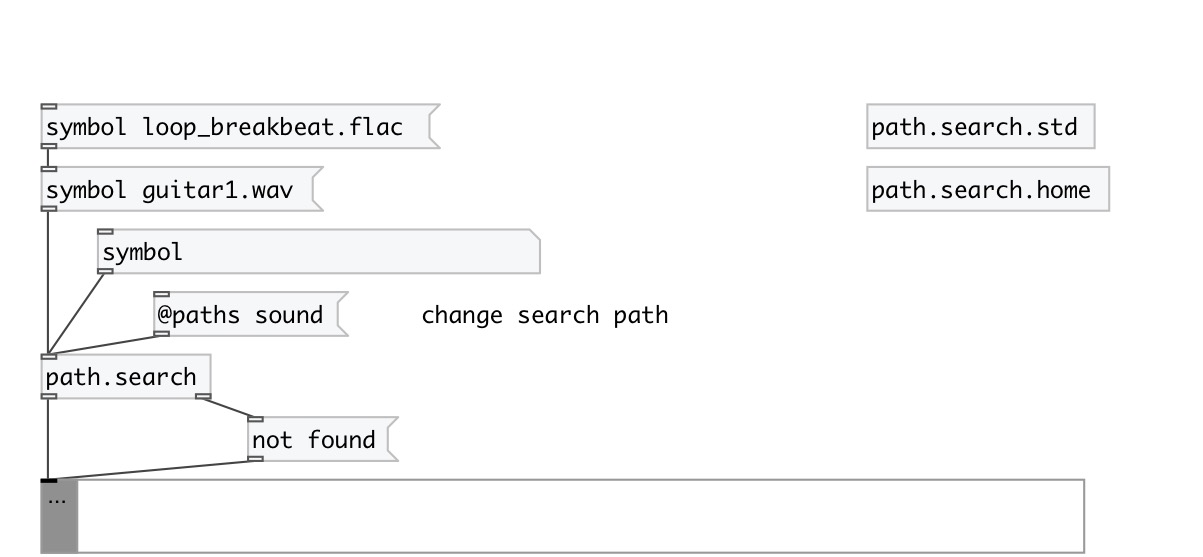 symbol loop_breakbeat.flac
path.search.std
symbol guitar1.wav
path.search.home
symbol
@paths sound
change search path
path.search
not found
...